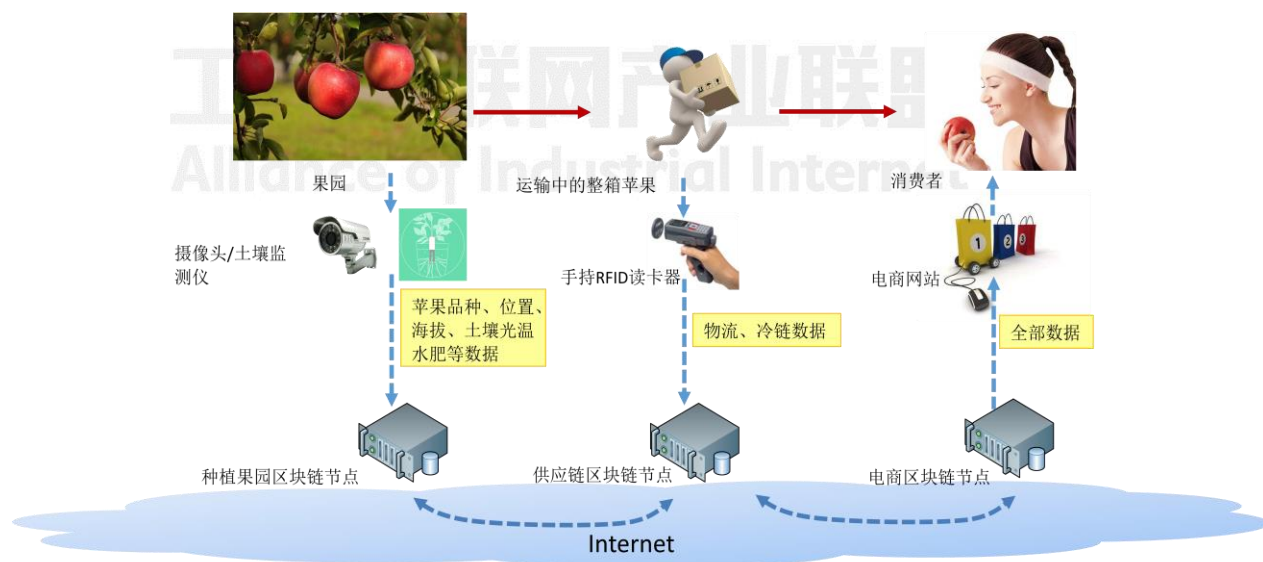 工业互联网产业联盟
Alliance of Industrial Internet
果园
运输中的整箱苹果
消费者
摄像头/土壤监
测仪
手持RFID读卡器
电商网站
1
2
3
苹果品种、位置、
海拔、土壤光温
水肥等数据
物流、冷链数据
全部数据
种植果园区块链节点
供应链区块链节点
电商区块链节点
Internet